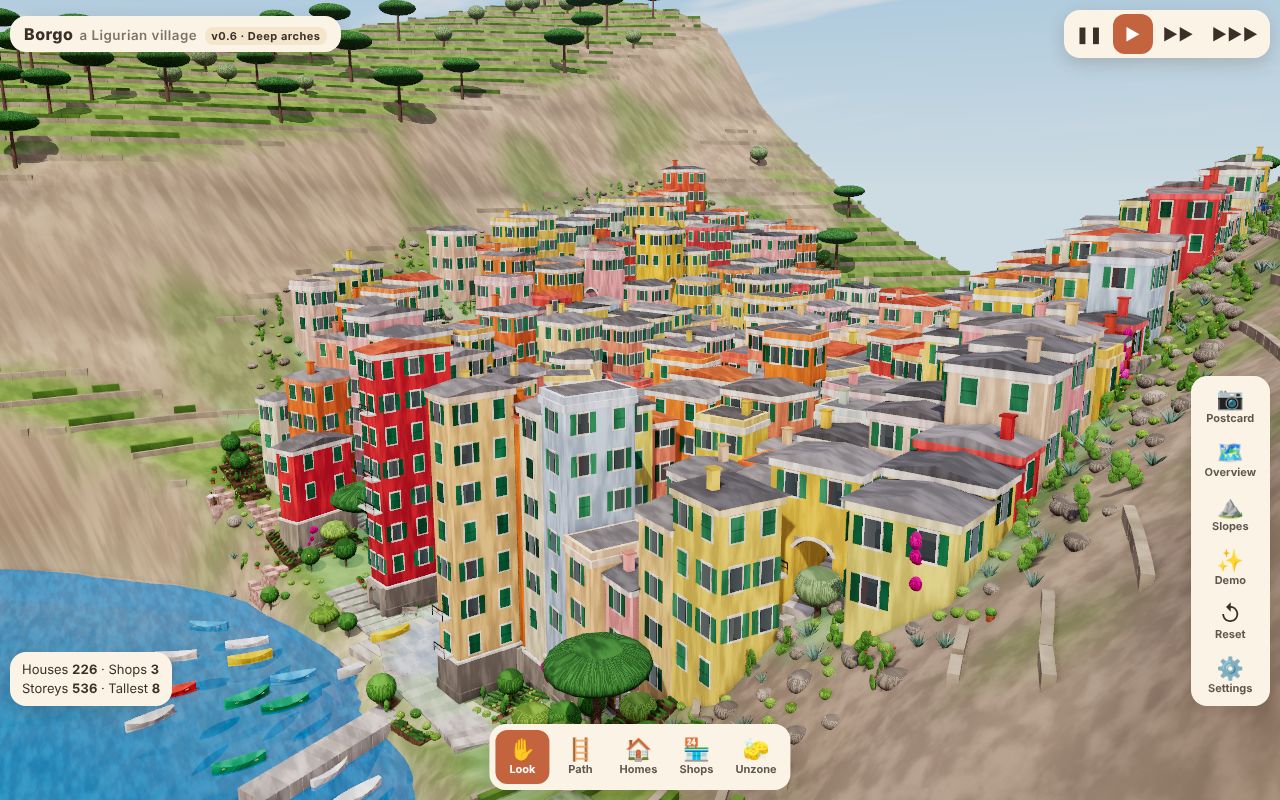 Borgo a Ligurian village v0.6 · Deep arches
Postcard
Overview
Slopes
Demo
Reset
Settings
Houses 226 · Shops 3
Storeys 536 · Tallest 8
24
Look Path Homes Shops Unzone